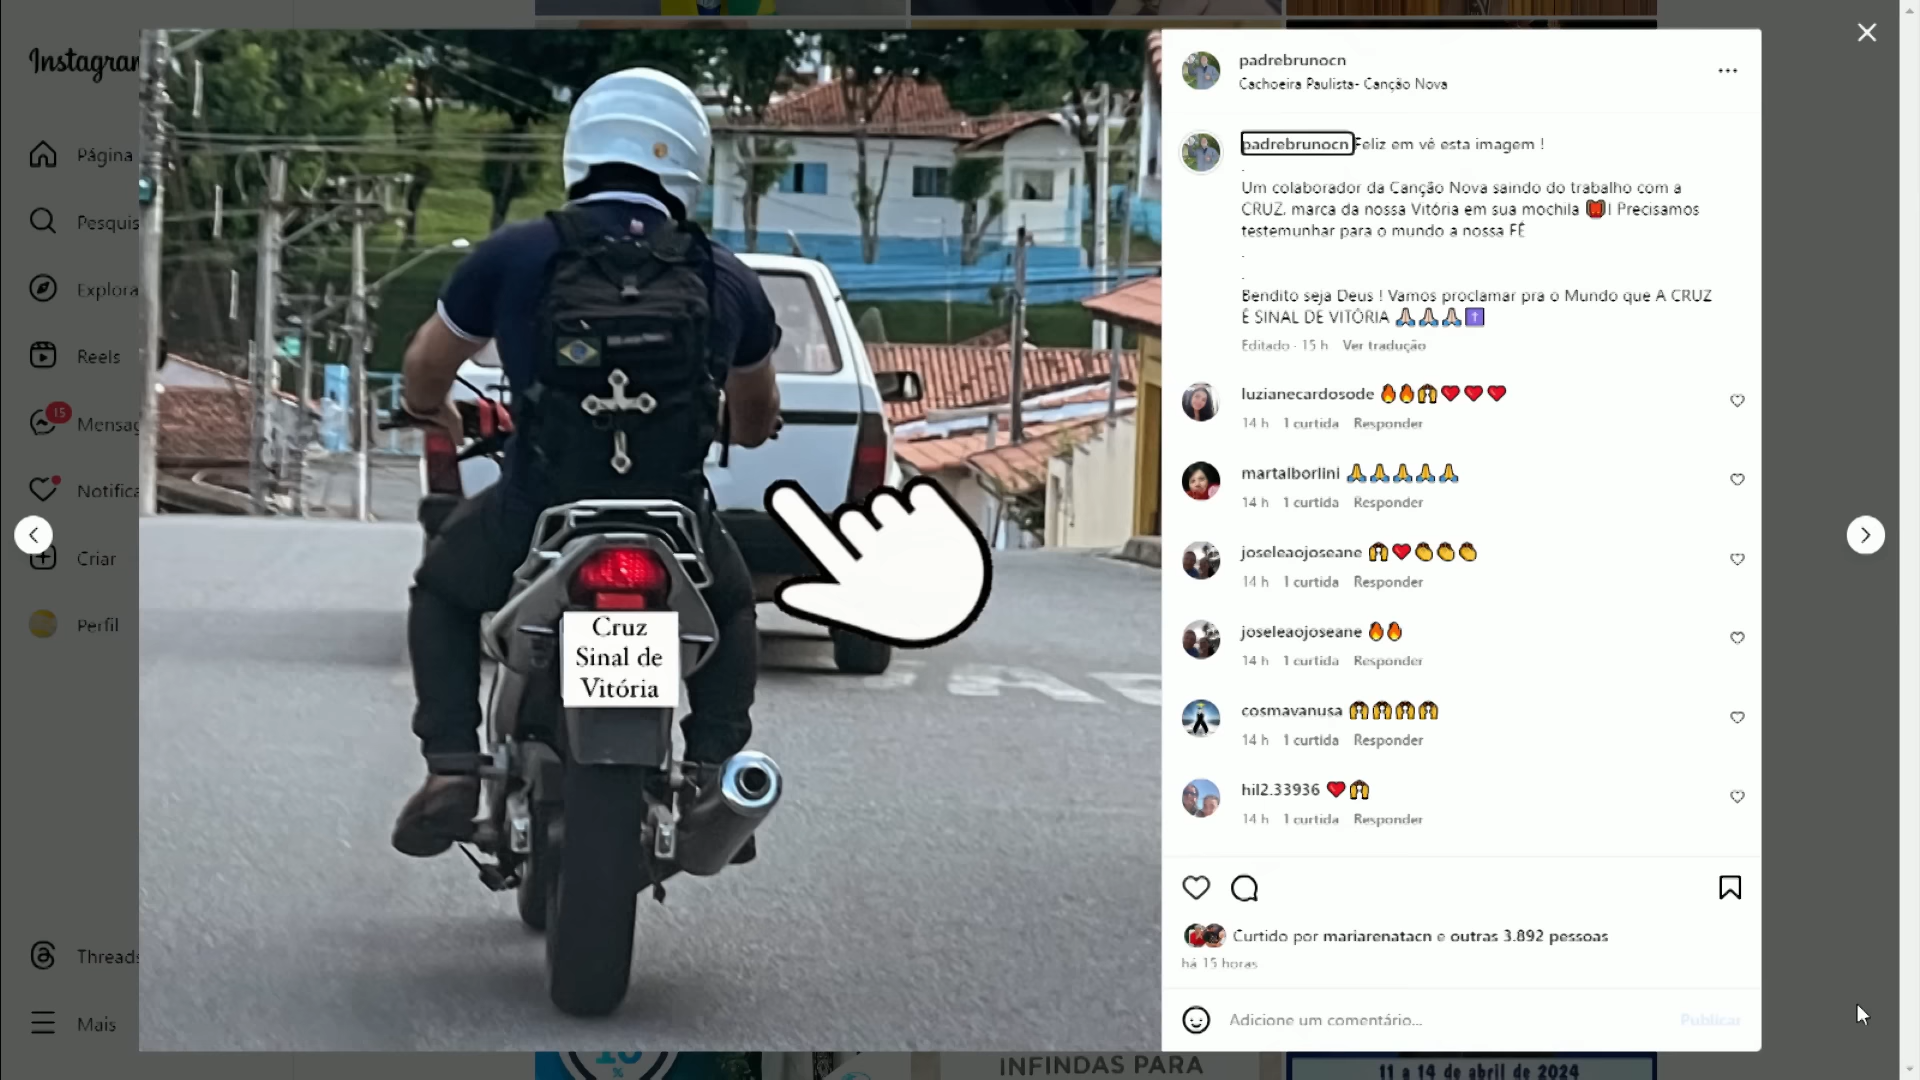 Instagram
padrebrunocn
Cachoeira Paulista- Canção Nova
padrebrunocn Feliz em vê esta imagem !
.
Um colaborador da Canção Nova saindo do trabalho com a
CRUZ, marca da nossa Vitória em sua mochila 🎒! Precisamos
testemunhar para o mundo a nossa FÉ
.
.
Bendito seja Deus ! Vamos proclamar pra o Mundo que A CRUZ
É SINAL DE VITÓRIA 🙏🏻🙏🏻🙏🏻⬆️
Editado · 15 h Ver tradução
luzianecardosode 🔥🔥🙌❤️❤️❤️
14 h 1 curtida Responder
martalborlini 🙏🙏🙏🙏🙏
14 h 1 curtida Responder
joseleaojoseane 🙌❤️👏👏👏
14 h 1 curtida Responder
joseleaojoseane 🔥🔥
14 h 1 curtida Responder
cosmavanusa 🙌🙌🙌🙌
14 h 1 curtida Responder
hil2.33936 ❤️🙌
14 h 1 curtida Responder
Curtido por mariarenatacn e outras 3.892 pessoas
há 15 horas
Adicione um comentário...
Publicar
Página
Pesquis
Explora
Reels
15
Mensag
Notifica
Criar
Perfil
Threads
Mais
Cruz
Sinal de
Vitória
%
INFINDAS PARA
11 a 14 de abril de 2024